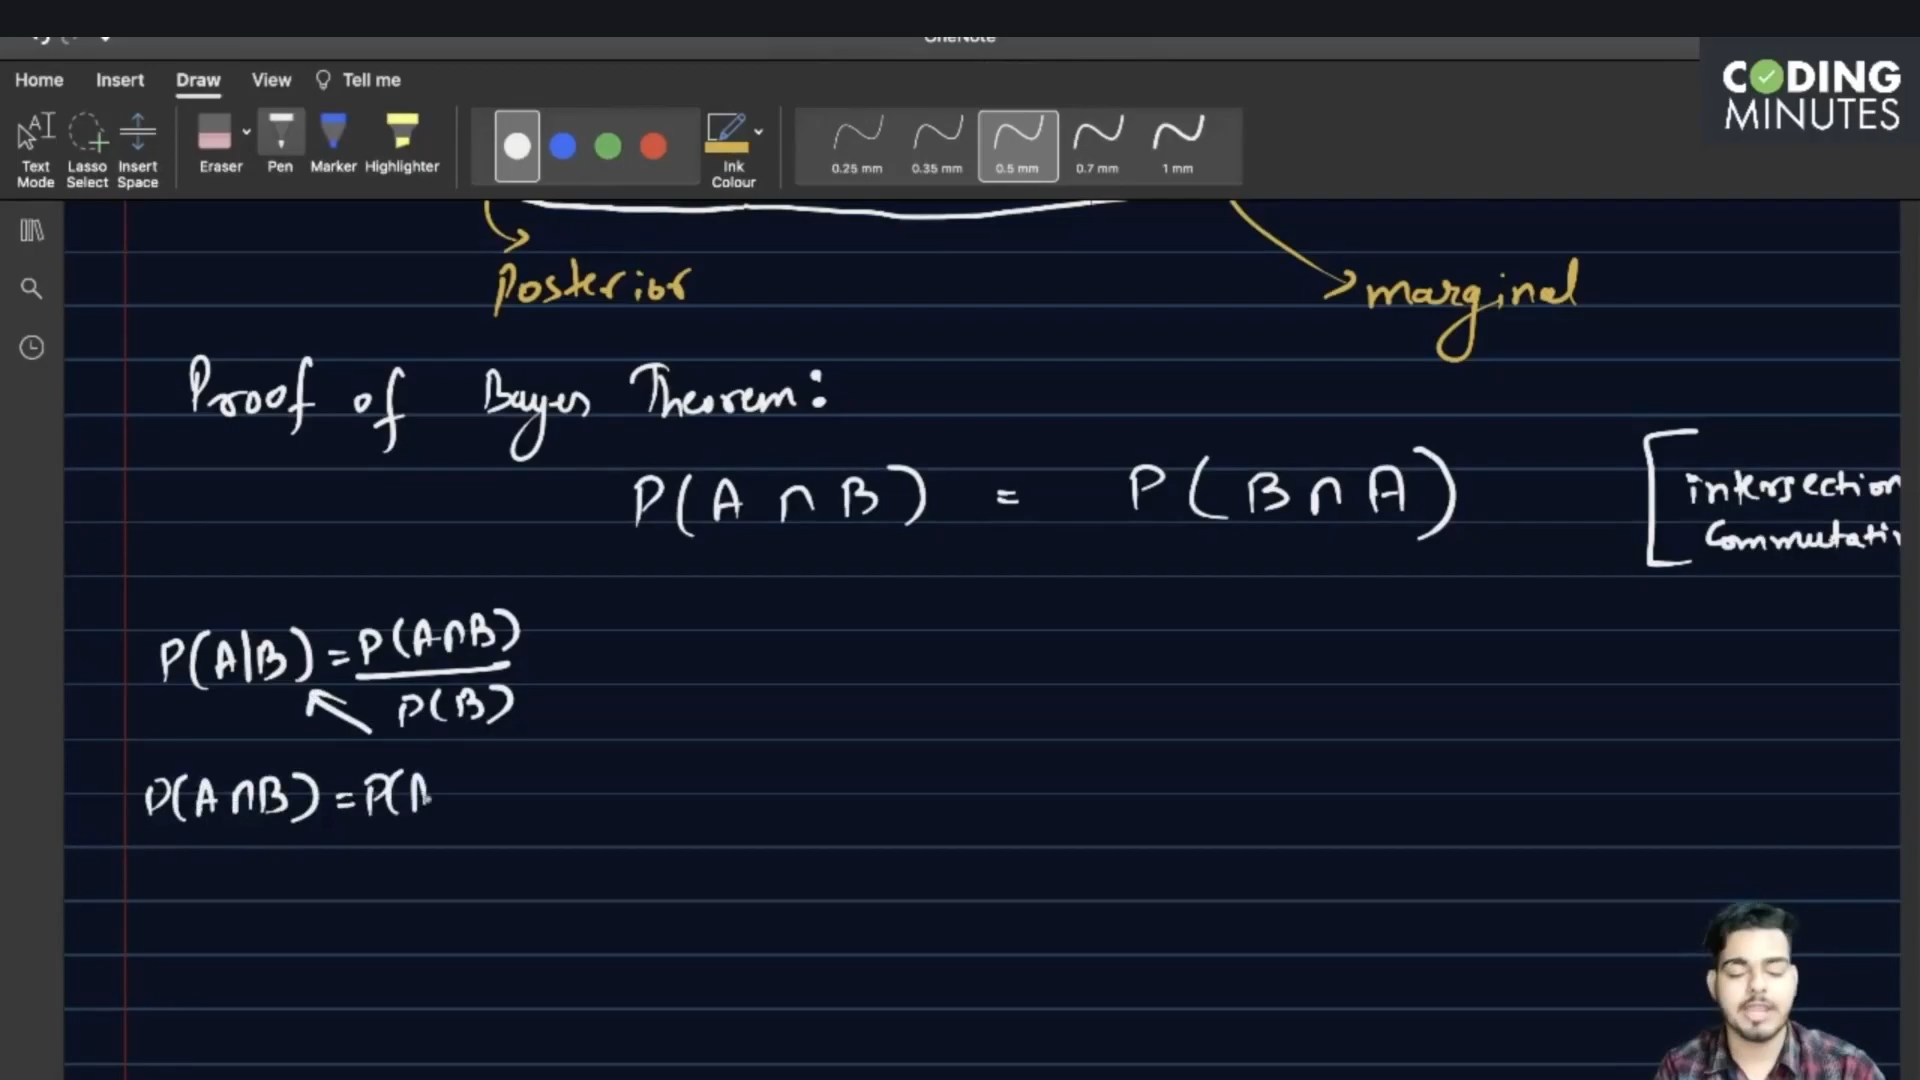 OneNote
Home Insert Draw View Tell me
CODING
MINUTES
Text Mode
Lasso Select
Insert Space
Eraser
Pen
Marker
Highlighter
Ink Colour
0.25 mm
0.35 mm
0.5 mm
0.7 mm
1 mm
Posterior
marginal
Proof of Bayes Theorem:
P(A ∩ B) = P(B ∩ A)
[intersection
Commutati
P(A|B) = P(A∩B)
P(B)
P(A∩B) = P(A